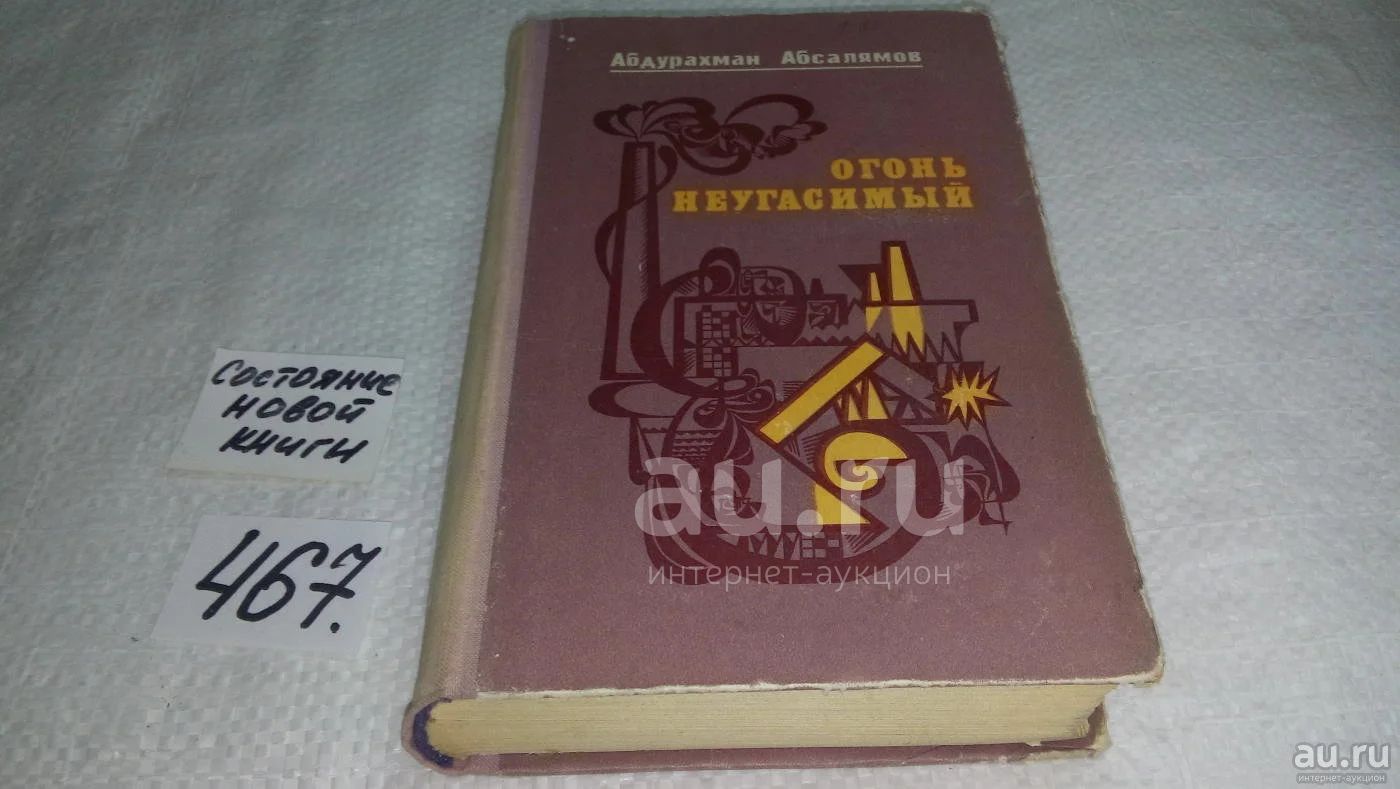 Абдурахман Абсалямов
ОГОНЬ
НЕУГАСИМЫЙ
Состояние
новой
книги
467.
au.ru
интернет-аукцион
au.ru
интернет-аукцион